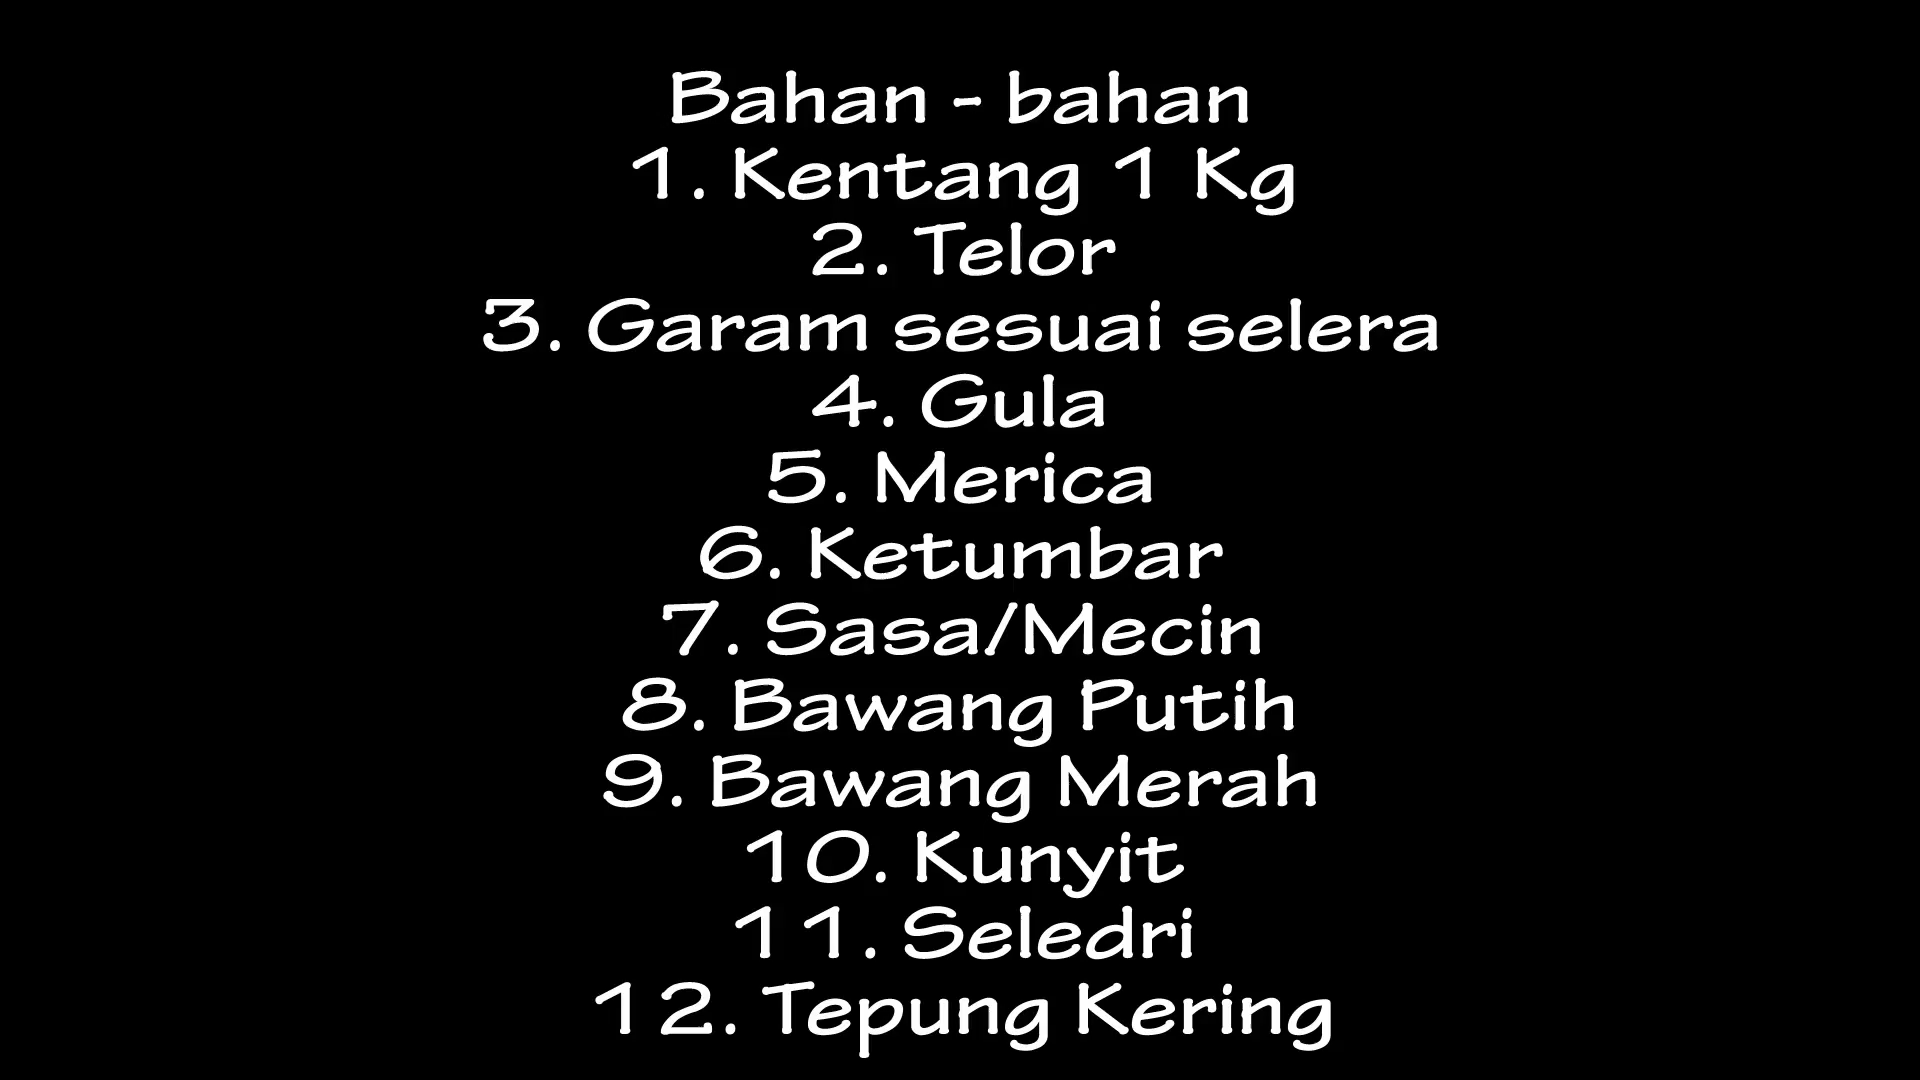 Bahan - bahan
1. Kentang 1 Kg
2. Telor
3. Garam sesuai selera
4. Gula
5. Merica
6. Ketumbar
7. Sasa/Mecin
8. Bawang Putih
9. Bawang Merah
10. Kunyit
11. Seledri
12. Tepung Kering